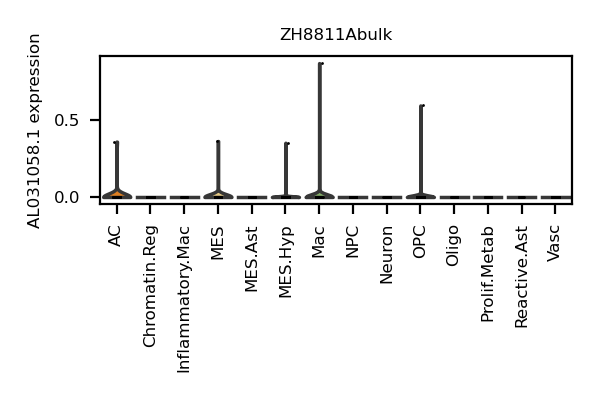 ZH8811Abulk
AL031058.1 expression
0.5
0.0
AC
Chromatin.Reg
Inflammatory.Mac
MES
MES.Ast
MES.Hyp
Mac
NPC
Neuron
OPC
Oligo
Prolif.Metab
Reactive.Ast
Vasc